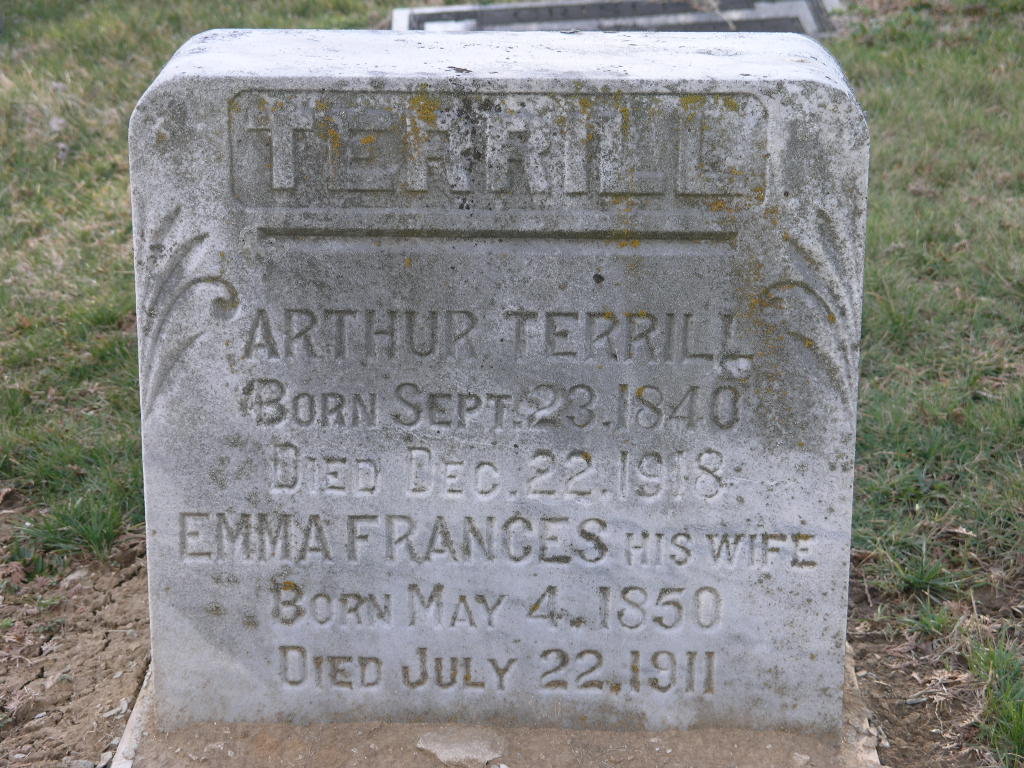 TERRILL
ARTHUR TERRILL
BORN SEPT. 23. 1840
DIED DEC. 22. 1918
EMMA FRANCES HIS WIFE
BORN MAY 4. 1850
DIED JULY 22. 1911